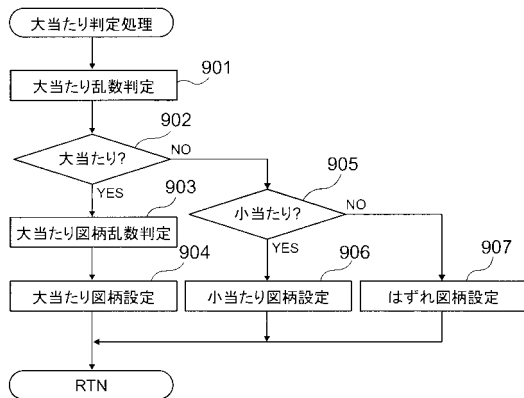 大当たり判定処理
901
大当たり乱数判定
902
大当たり?
NO
YES
905
小当たり?
NO
YES
903
大当たり図柄乱数判定
904
大当たり図柄設定
906
小当たり図柄設定
907
はずれ図柄設定
RTN